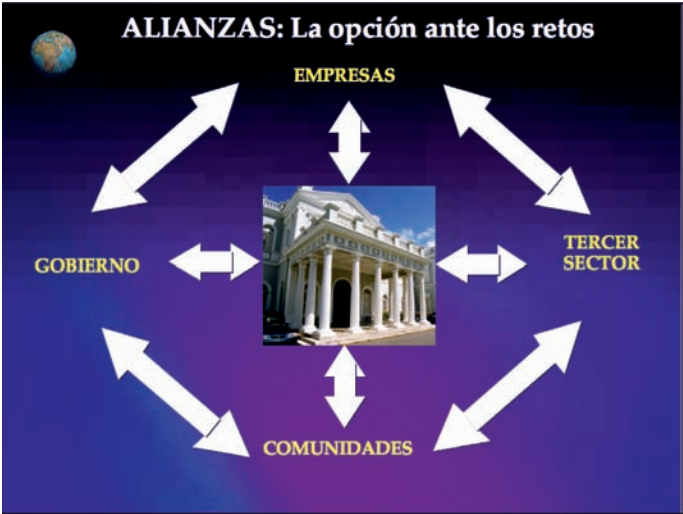 ALIANZAS: La opción ante los retos
EMPRESAS
GOBIERNO
TERCER
SECTOR
COMUNIDADES